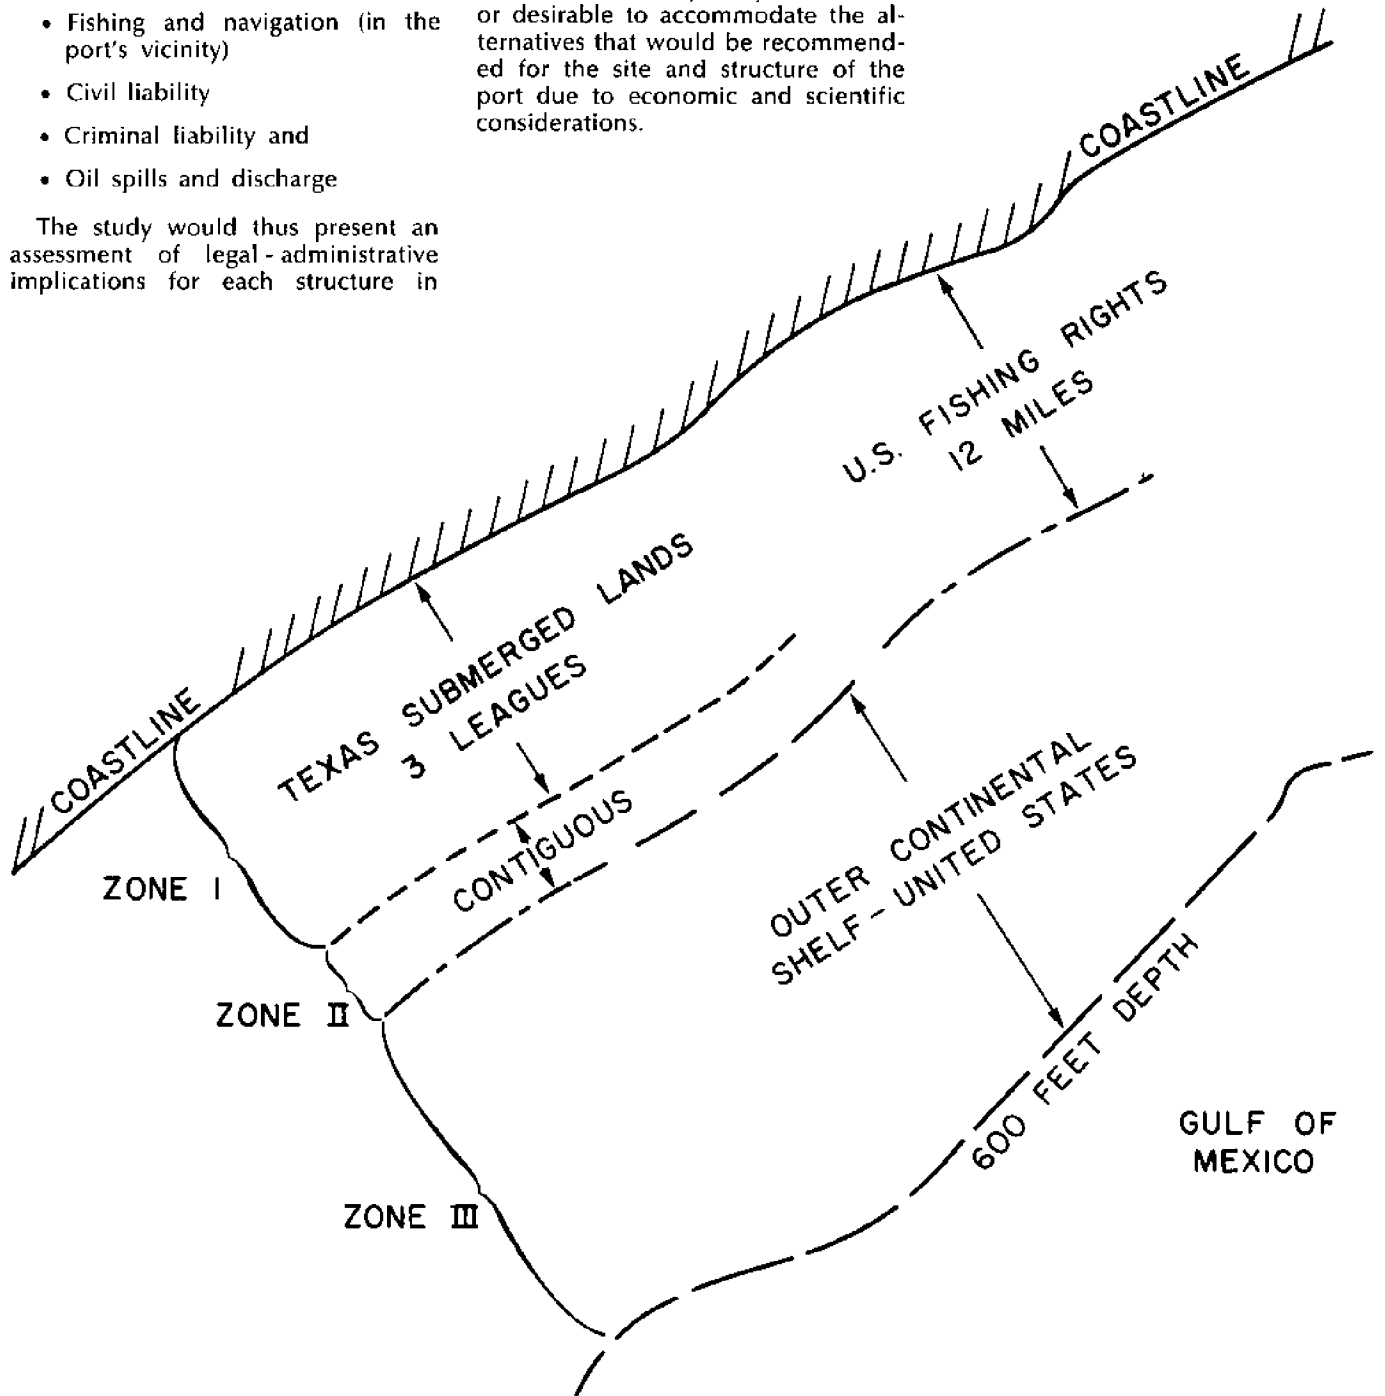 • Fishing and navigation (in the
port's vicinity)
• Civil liability
• Criminal liability and
• Oil spills and discharge
The study would thus present an
assessment of legal - administrative
implications for each structure in
or desirable to accommodate the al-
ternatives that would be recommend-
ed for the site and structure of the
port due to economic and scientific
considerations.
COASTLINE
U.S. FISHING RIGHTS
12 MILES
TEXAS SUBMERGED LANDS
3 LEAGUES
COASTLINE
CONTIGUOUS
ZONE I
OUTER CONTINENTAL
SHELF - UNITED STATES
ZONE II
600 FEET DEPTH
GULF OF
MEXICO
ZONE III